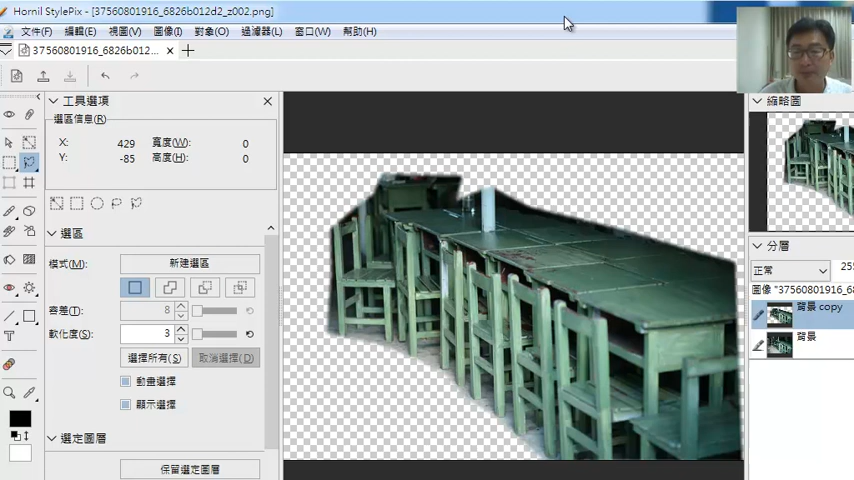 Hornil StylePix - [37560801916_6826b012d2_z002.png]
文件(F) 編輯(E) 視圖(V) 圖像(I) 對象(O) 過濾器(L) 窗口(W) 幫助(H)
37560801916_6826b012...
工具選項
縮略圖
選區信息(R)
X: 429 寬度(W): 0
Y: -85 高度(H): 0
選區
模式(M): 新建選區
容差(T): 8
軟化度(S): 3
選擇所有(S) 取消選擇(D)
動畫選擇
顯示選擇
選定圖層
保留選定圖層
分層
正常 255
圖像 "37560801916_6
背景 copy
背景